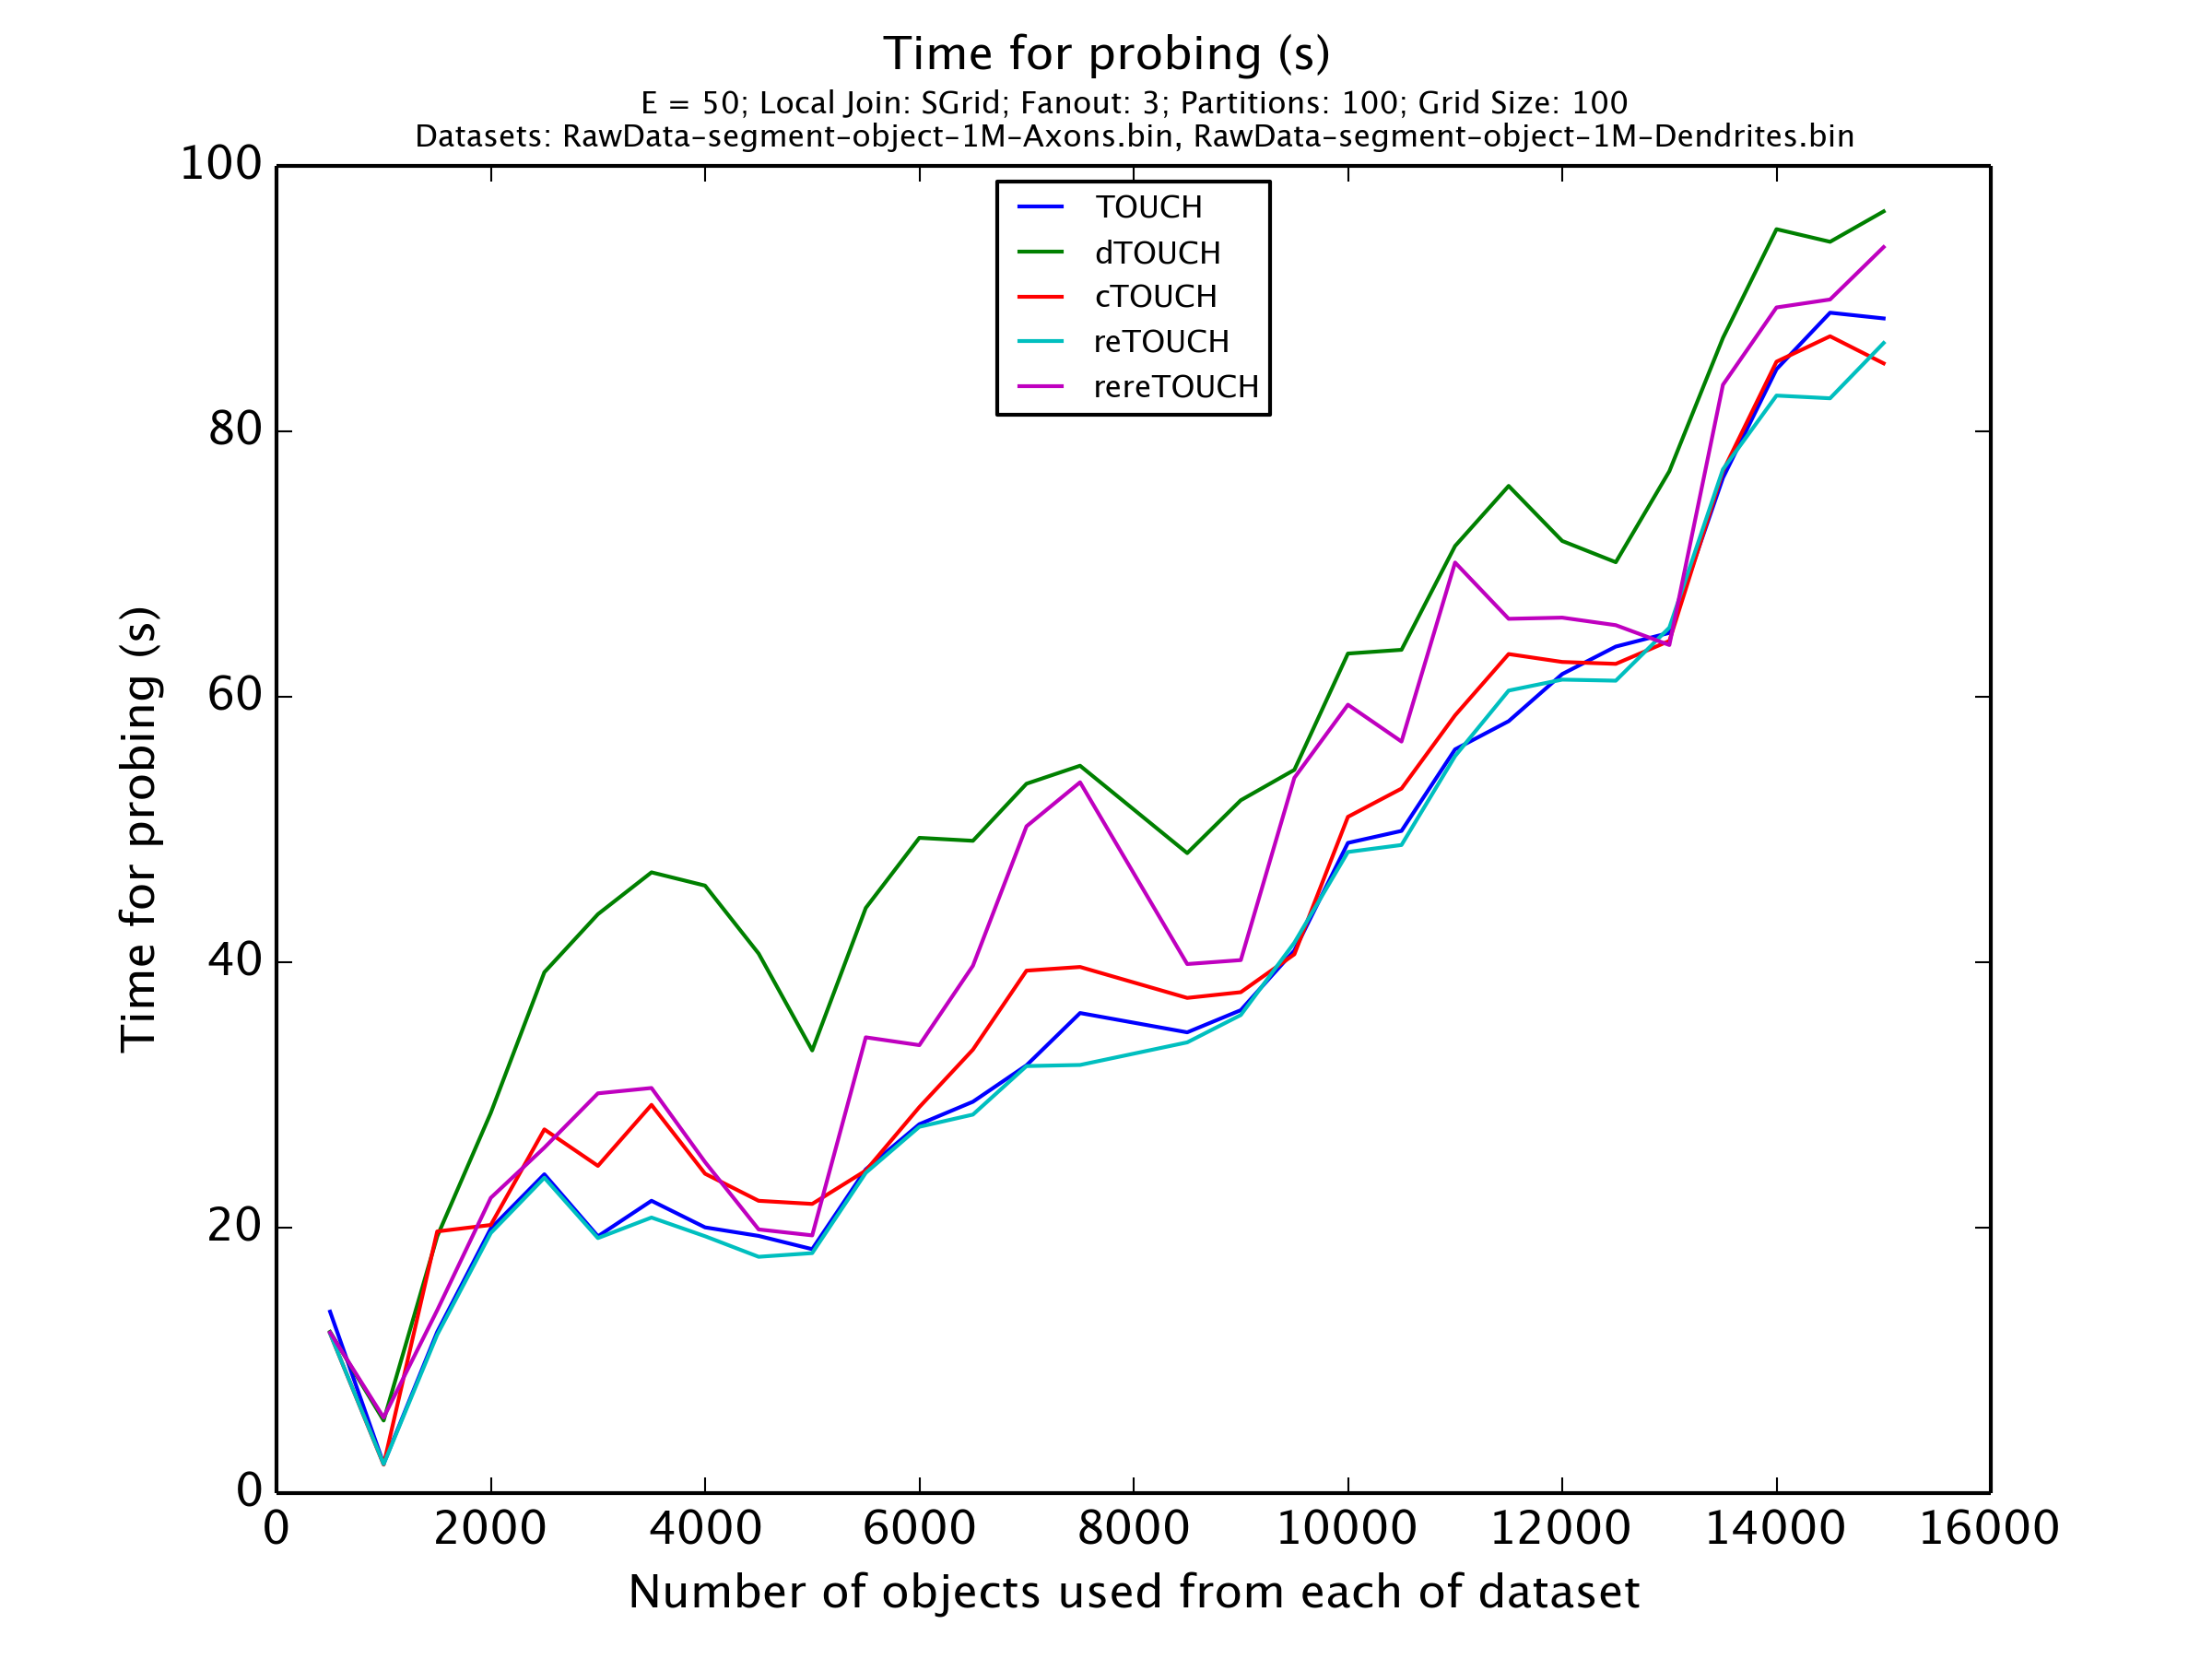 Time for probing (s)
E = 50; Local Join: SGrid; Fanout: 3; Partitions: 100; Grid Size: 100
Datasets: RawData-segment-object-1M-Axons.bin, RawData-segment-object-1M-Dendrites.bin
TOUCH
dTOUCH
cTOUCH
reTOUCH
rereTOUCH
Time for probing (s)
100
80
60
40
20
0
0 2000 4000 6000 8000 10000 12000 14000 16000
Number of objects used from each of dataset